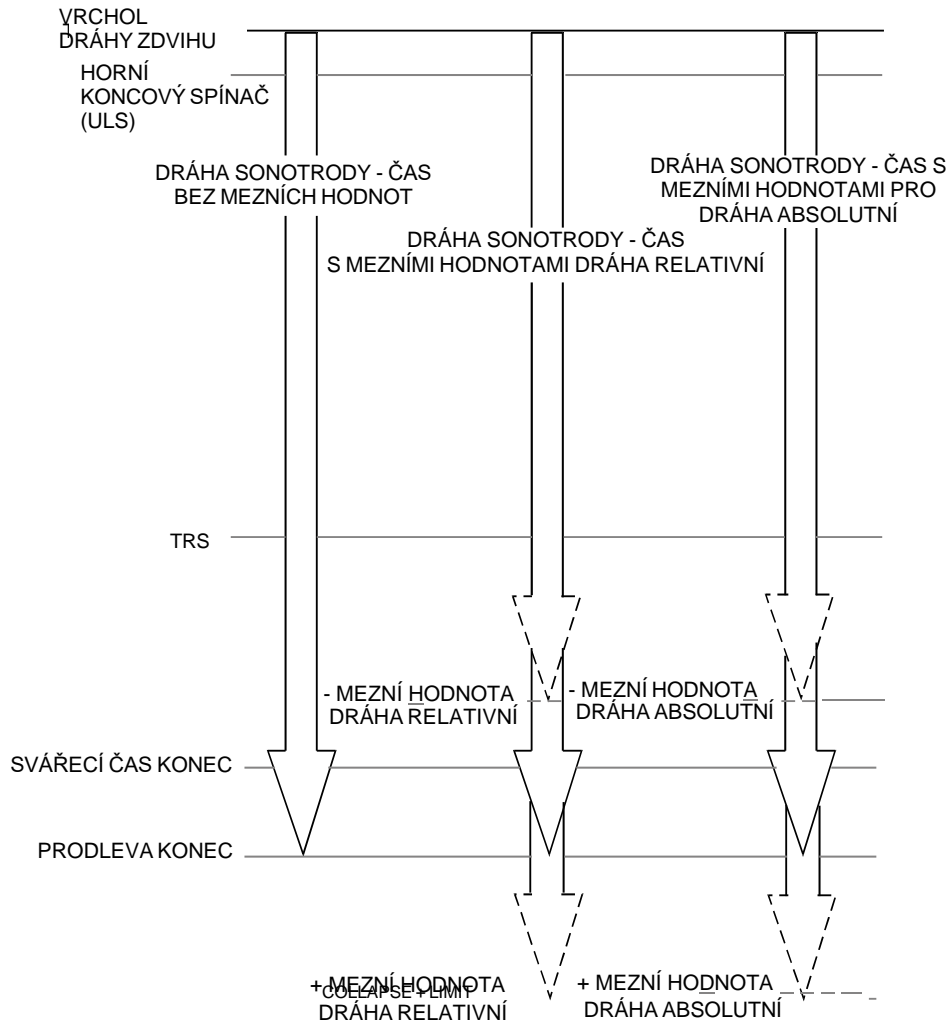 VRCHOL
DRÁHY ZDVIHU
HORNÍ
KONCOVÝ SPÍNAČ
(ULS)
DRÁHA SONOTRODY - ČAS
BEZ MEZNÍCH HODNOT
DRÁHA SONOTRODY - ČAS
S MEZNÍMI HODNOTAMI DRÁHA RELATIVNÍ
DRÁHA SONOTRODY - ČAS S
MEZNÍMI HODNOTAMI PRO
DRÁHA ABSOLUTNÍ
TRS
- MEZNÍ HODNOTA
DRÁHA RELATIVNÍ
- MEZNÍ HODNOTA
DRÁHA ABSOLUTNÍ
SVÁŘECÍ ČAS KONEC
PRODLEVA KONEC
+ MEZNÍ HODNOTA
COLLAPSE + LIMIT
DRÁHA RELATIVNÍ
+ MEZNÍ HODNOTA
DRÁHA ABSOLUTNÍ